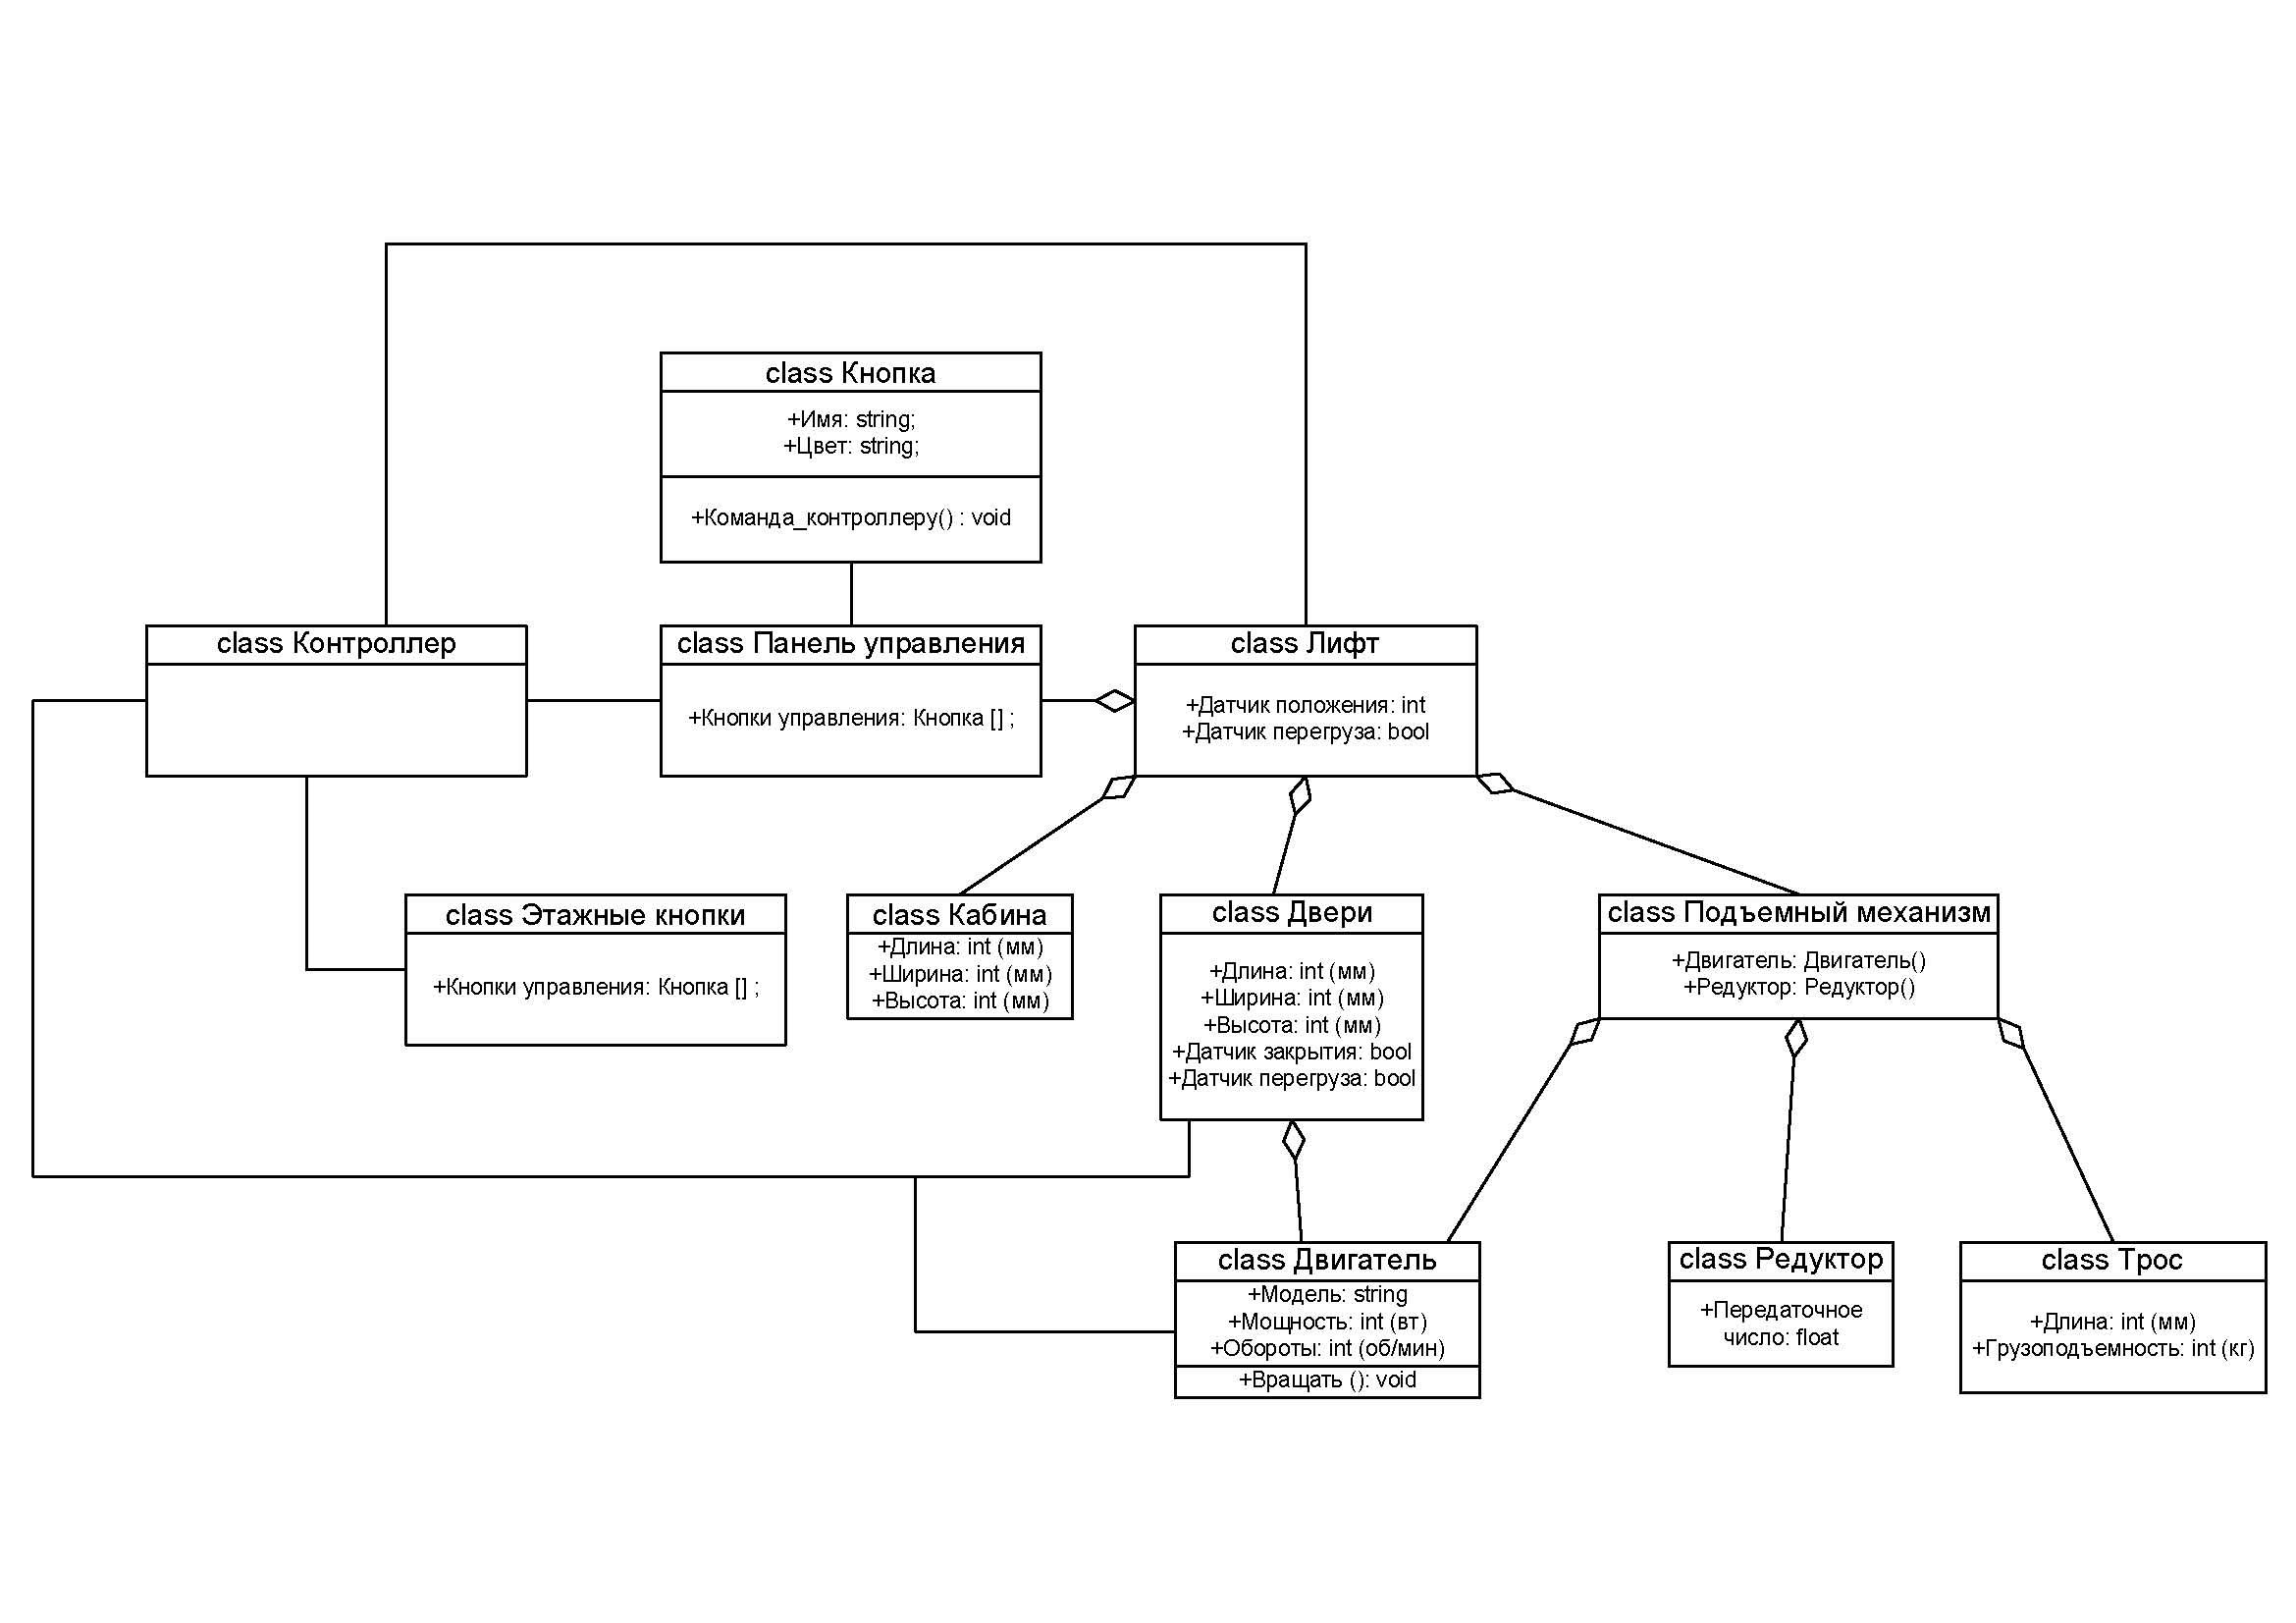 class Кнопка
+Имя: string;
+Цвет: string;
+Команда_контроллеру() : void
class Контроллер
class Панель управления
+Кнопки управления: Кнопка [] ;
class Лифт
+Датчик положения: int
+Датчик перегруза: bool
class Этажные кнопки
+Кнопки управления: Кнопка [] ;
class Кабина
+Длина: int (мм)
+Ширина: int (мм)
+Высота: int (мм)
class Двери
+Длина: int (мм)
+Ширина: int (мм)
+Высота: int (мм)
+Датчик закрытия: bool
+Датчик перегруза: bool
class Подъемный механизм
+Двигатель: Двигатель()
+Редуктор: Редуктор()
class Двигатель
+Модель: string
+Мощность: int (вт)
+Обороты: int (об/мин)
+Вращать (): void
class Редуктор
+Передаточное
число: float
class Трос
+Длина: int (мм)
+Грузоподъемность: int (кг)